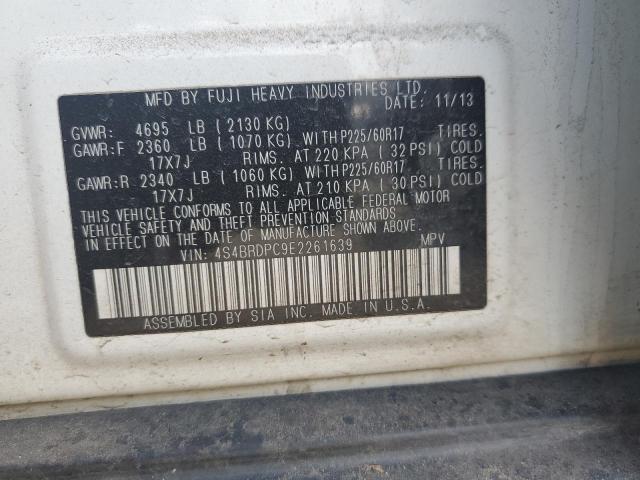 MFD BY FUJI HEAVY INDUSTRIES LTD.
DATE: 11/13
GVWR: 4695 LB (2130 KG)
GAWR:F 2360 LB (1070 KG) WITH P225/60R17 TIRES.
17X7J RIMS. AT 220 KPA (32 PSI) COLD
GAWR:R 2340 LB (1060 KG) WITH P225/60R17 TIRES.
17X7J RIMS. AT 210 KPA (30 PSI) COLD
THIS VEHICLE CONFORMS TO ALL APPLICABLE FEDERAL MOTOR
VEHICLE SAFETY AND THEFT PREVENTION STANDARDS
IN EFFECT ON THE DATE OF MANUFACTURE SHOWN ABOVE.
VIN: 4S4BRDPC9E2261639 MPV
ASSEMBLED BY SIA INC. MADE IN U.S.A.